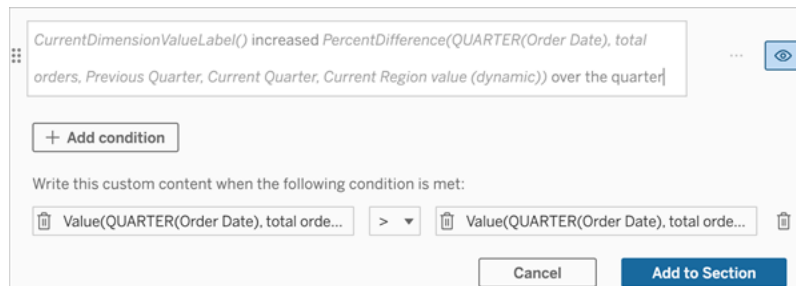 CurrentDimensionValueLabel() increased PercentDifference(QUARTER(Order Date), total
orders, Previous Quarter, Current Quarter, Current Region value (dynamic)) over the quarter
+ Add condition
Write this custom content when the following condition is met:
Value(QUARTER(Order Date), total orde... > Value(QUARTER(Order Date), total orde...
Cancel Add to Section